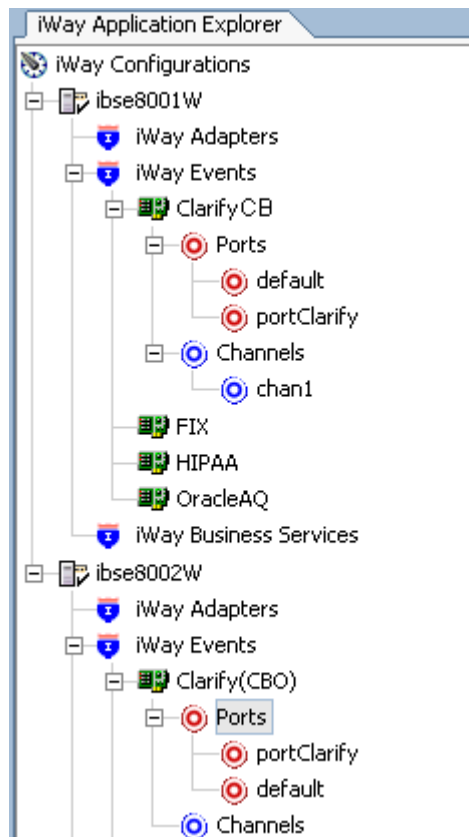 iWay Application Explorer
iWay Configurations
ibse8001W
iWay Adapters
iWay Events
ClarifyCB
Ports
default
portClarify
Channels
chan1
FIX
HIPAA
OracleAQ
iWay Business Services
ibse8002W
iWay Adapters
iWay Events
Clarify(CBO)
Ports
portClarify
default
Channels